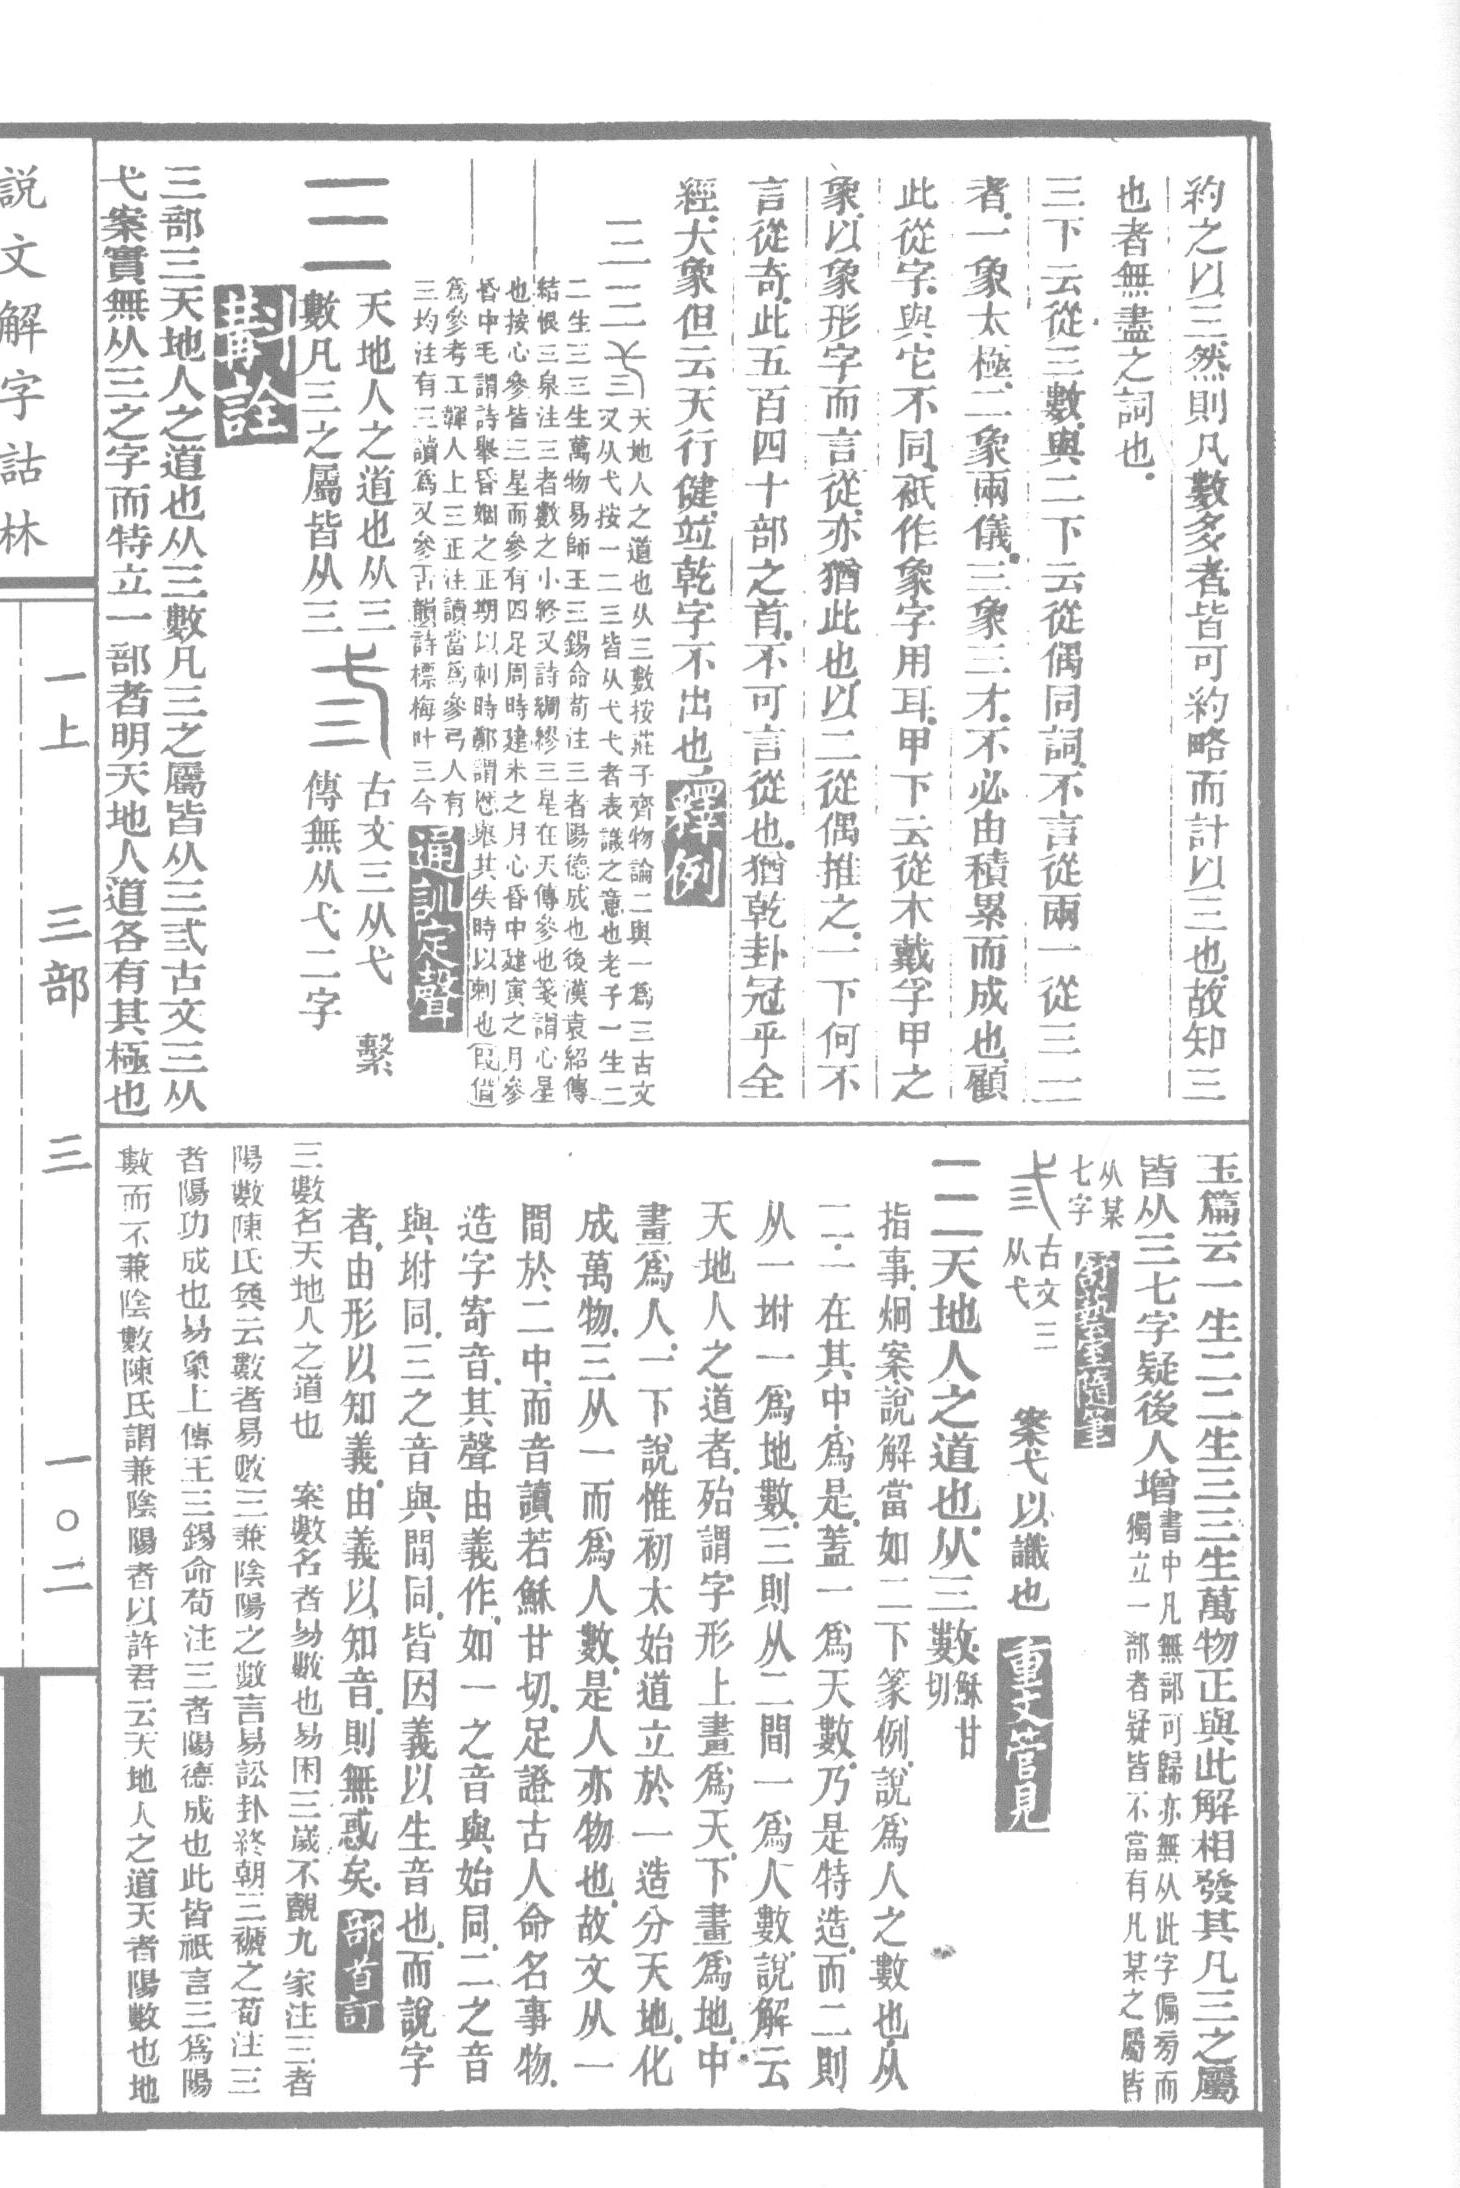 約之以三然則凡數多者皆可約略而計以三也故知三
也者無盡之詞也
三下云從三數與二下云從偶同詞不言從兩一從三一
者一象太極二象兩儀三象三才不必由積累而成也顧
此從字與它不同祇作象字用耳甲下云從木戴孚甲之
象以象形字而言從亦猶此也以二從偶推之一下何不
言從奇此五百四十部之首不可言從也猶乾卦冠乎全
經大象但云天行健竝乾字不出也釋例
三三弎天地人之道也从三數按莊子齊物論二與一爲三古文
又从弋按一二三皆从弋弋者表識之意也老子一生二
二生三三生萬物易師王三錫命荀注三者陽德成也後漢袁紹傳
結恨三泉注三者數之小終又詩綢繆三星在天傳參也箋謂心星
也按心參皆三星而參有四足周時建末之月心昏中建寅之月參
昏中毛謂詩舉昏姻之正期以刺時鄭謂舉其失時以刺也叚借
爲參考工韗人上三正注讀當爲參弓人有
三均注有三讀爲又參古韻詩標梅叶三今
通訓定聲
三天地人之道也从三
數凡三之屬皆从三
弎古文三从弋
繫傳無从弋二字
斠詮
三部三天地人之道也从三數凡三之屬皆从三弎古文三从
弋案實無从三之字而特立一部者明天地人道各有其極也
玉篇云一生二二生三三生萬物正與此解相發其凡三之屬
皆从三七字疑後人增書中凡無部可歸亦無从此字偏旁而
獨立一部者疑皆不當有凡某之屬皆
从某
七字
舒蓺室隨筆
弎古文三
从弋
案弋以識也
重文管見
三天地人之道也从三數穌甘
切
指事炯案說解當如二下篆例說爲人之數也从
二一在其中爲是蓋一爲天數乃是特造而二則
从一坿一爲地數三則从二間一爲人數說解云
天地人之道者殆謂字形上畫爲天下畫爲地中
畫爲人一下說惟初太始道立於一造分天地化
成萬物三从一而爲人數是人亦物也故文从一
間於二中而音讀若穌甘切足證古人命名事物
造字寄音其聲由義作如一之音與始同二之音
與坿同三之音與間同皆因義以生音也而說字
者由形以知義由義以知音則無惑矣部首訂
三數名天地人之道也 案數名者易數也易困三歲不覿九家注三者
陽數陳氏奐云數者易數三兼陰陽之數言易訟卦終朝三褫之荀注三
者陽功成也易象上傳王三錫命荀注三者陽德成也此皆祇言三爲陽
數而不兼陰數陳氏謂兼陰陽者以許君云天地人之道天者陽數也地
說文解字詁林
一上
三部
三
一〇二